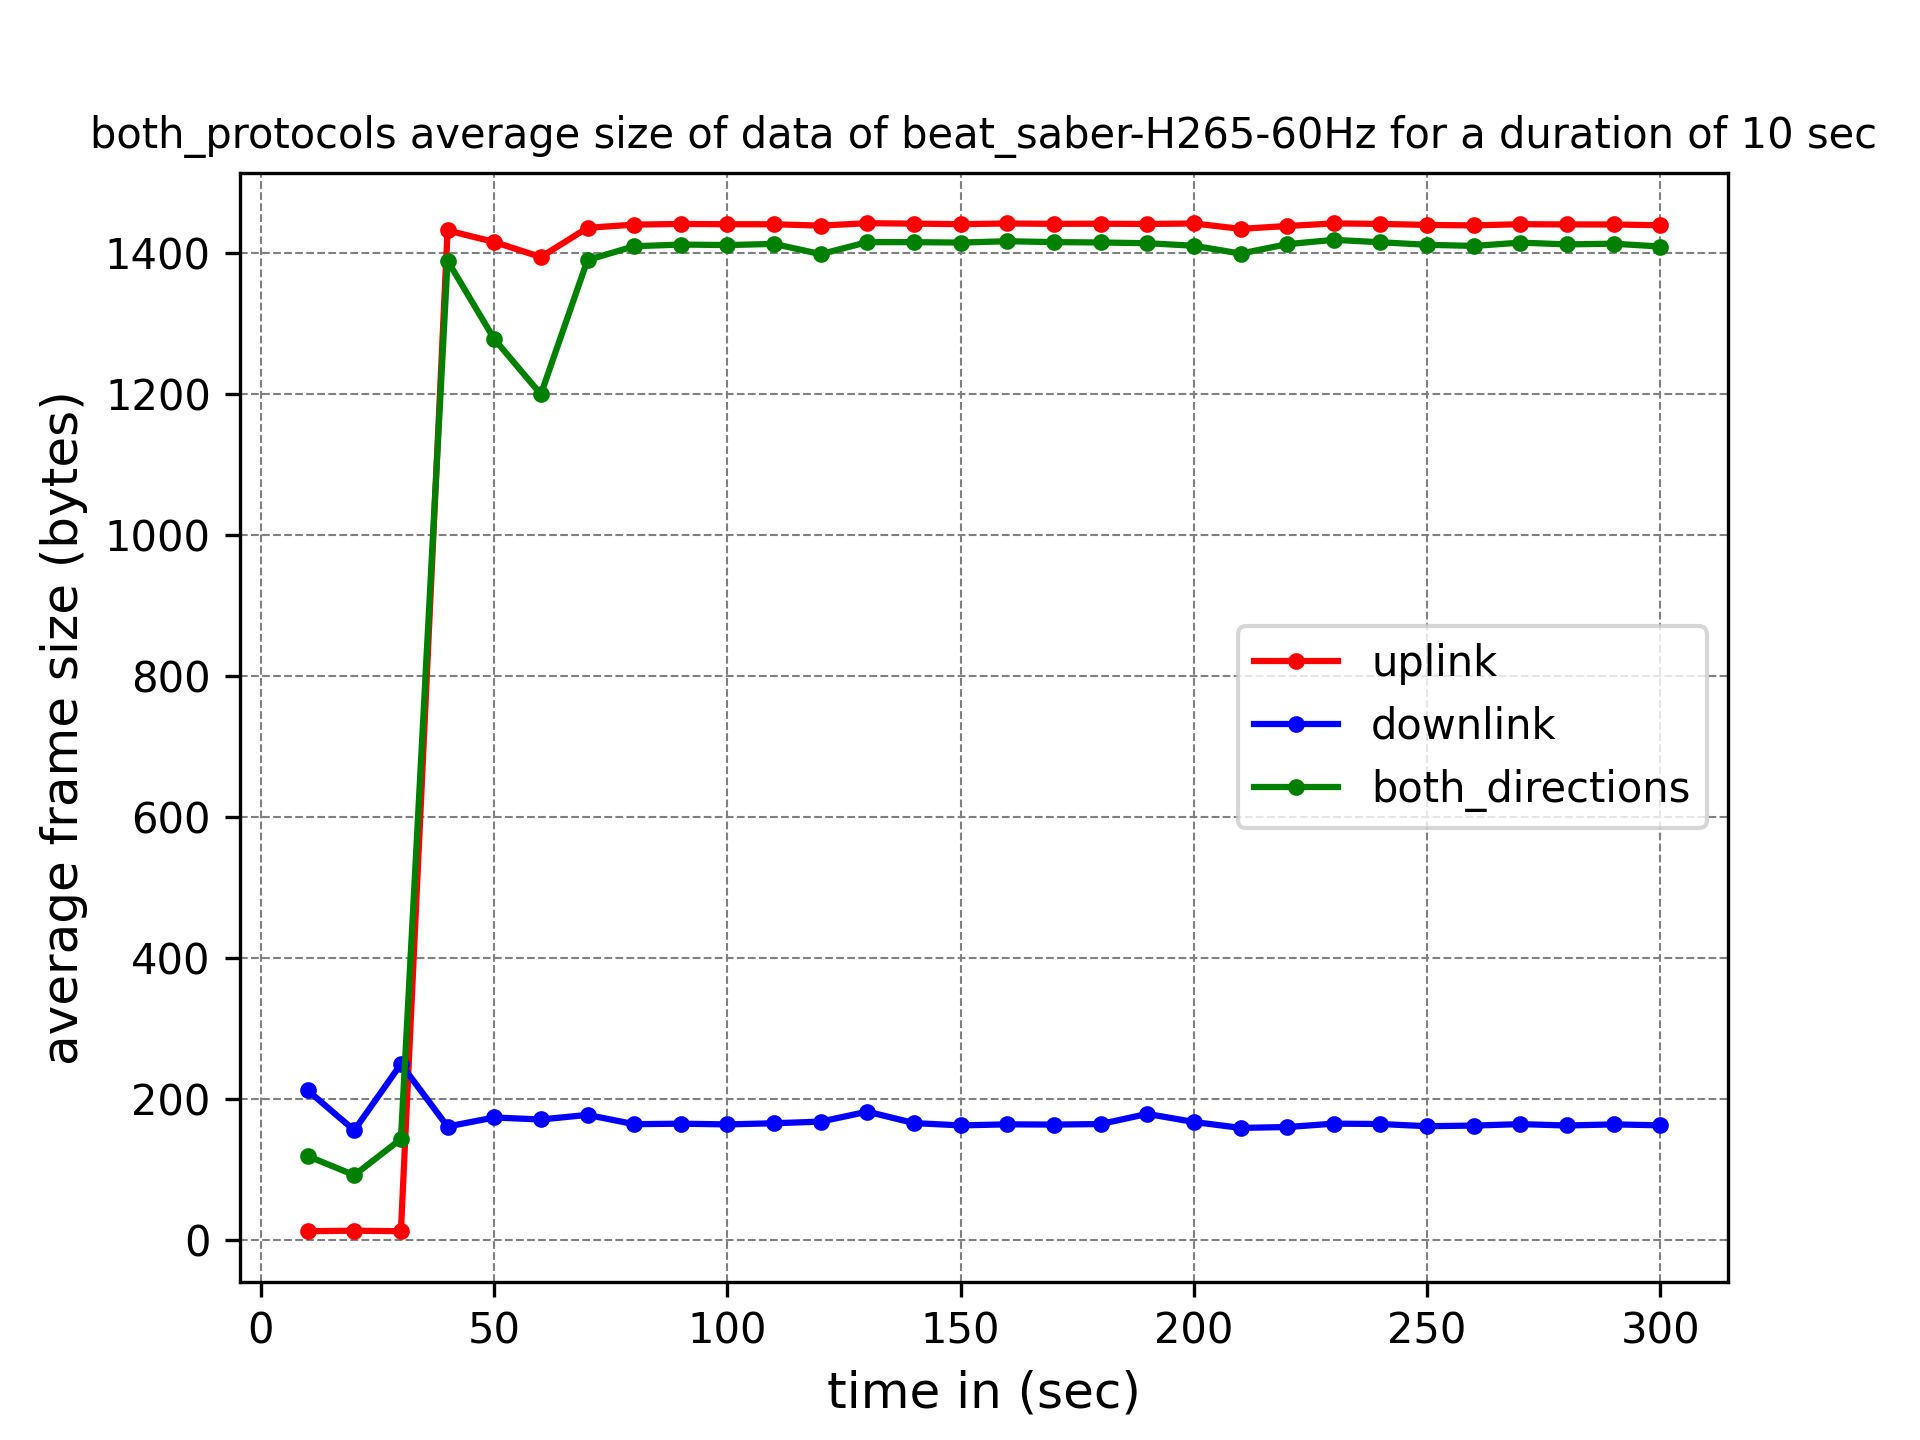 both_protocols average size of data of beat_saber-H265-60Hz for a duration of 10 sec
average frame size (bytes)
1400
1200
1000
800
600
400
200
0
uplink
downlink
both_directions
0 50 100 150 200 250 300
time in (sec)